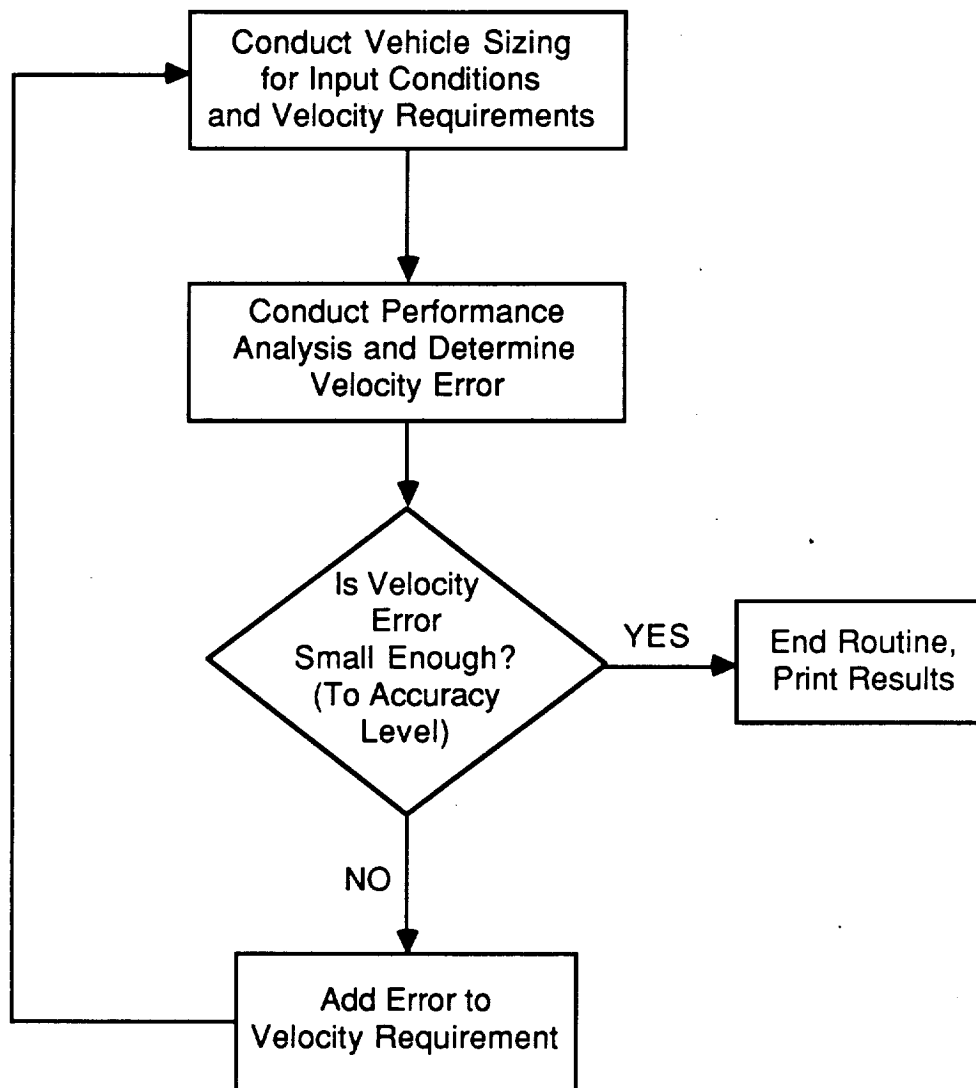 Conduct Vehicle Sizing
for Input Conditions
and Velocity Requirements
Conduct Performance
Analysis and Determine
Velocity Error
Is Velocity
Error
Small Enough?
(To Accuracy
Level)
YES
End Routine,
Print Results
NO
Add Error to
Velocity Requirement